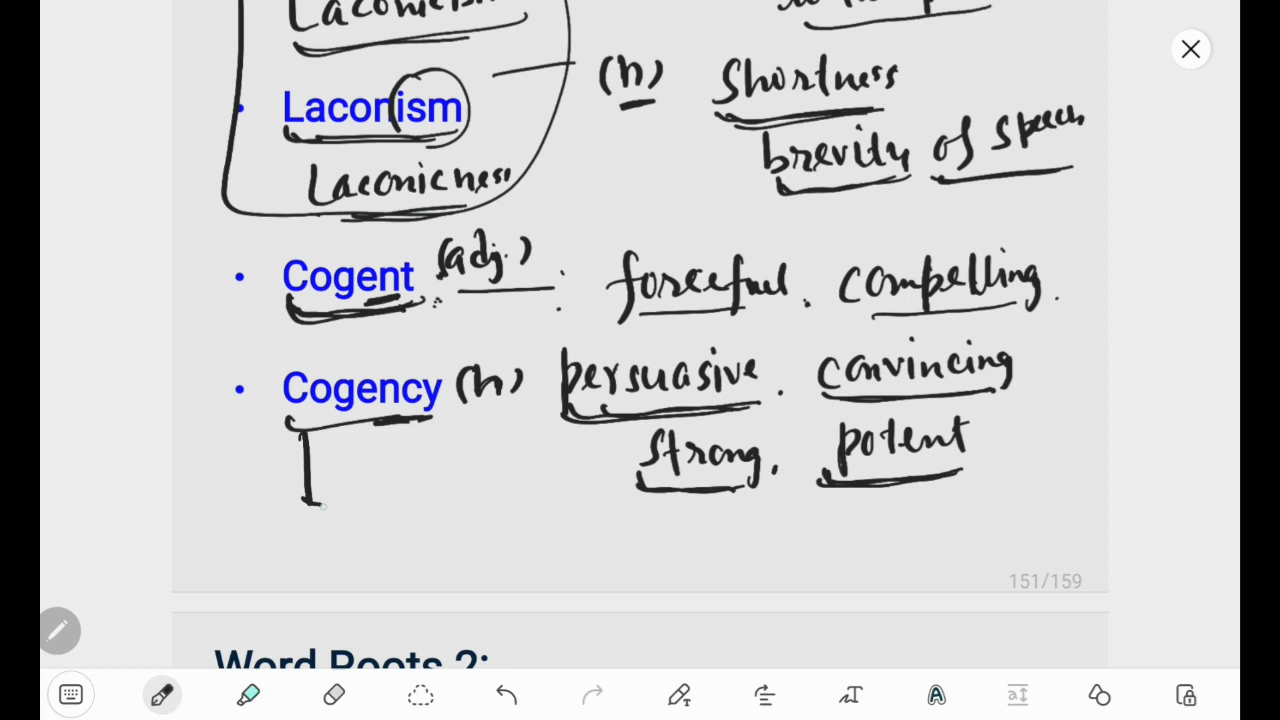 Laconicism
• Laconism (n) Shortness
brevity of speech
Laconicness
• Cogent (adj.) : forceful. compelling.
• Cogency (n) persuasive. convincing
strong. potent
151/159
Word Roots 2: